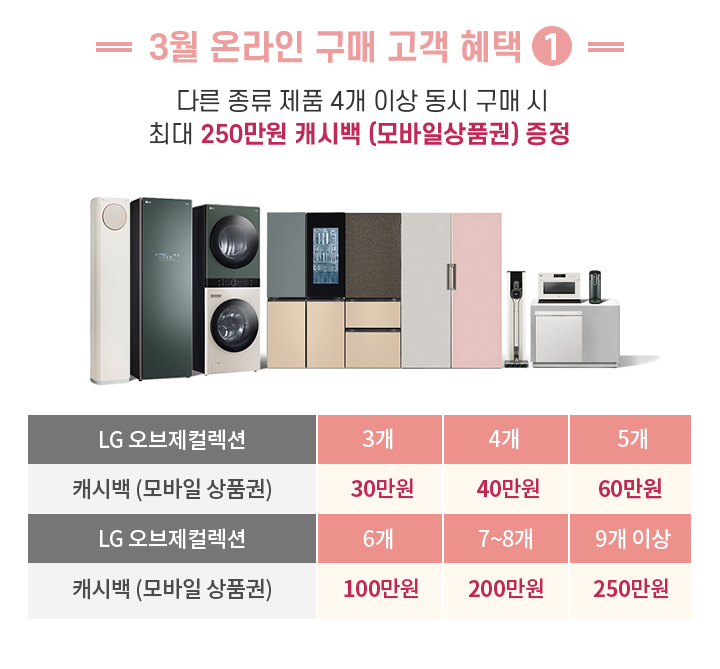 3월 온라인 구매 고객 혜택 1
다른 종류 제품 4개 이상 동시 구매 시
최대 250만원 캐시백 (모바일상품권) 증정
LG 오브제컬렉션 3개 4개 5개
캐시백 (모바일 상품권) 30만원 40만원 60만원
LG 오브제컬렉션 6개 7~8개 9개 이상
캐시백 (모바일 상품권) 100만원 200만원 250만원